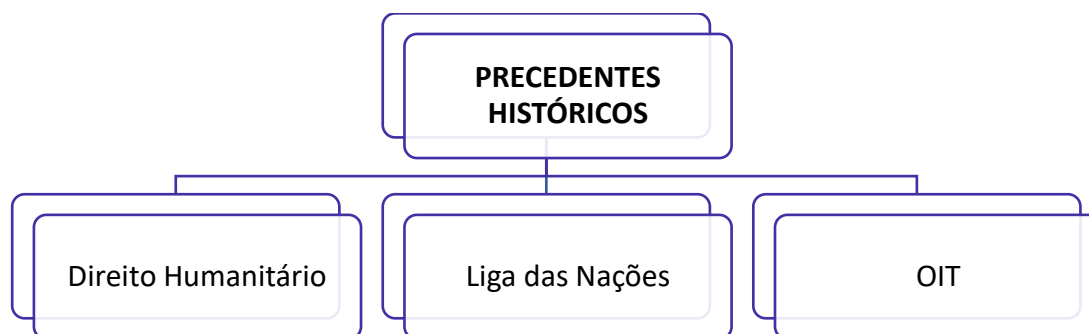 PRECEDENTES
HISTÓRICOS
Direito Humanitário
Liga das Nações
OIT